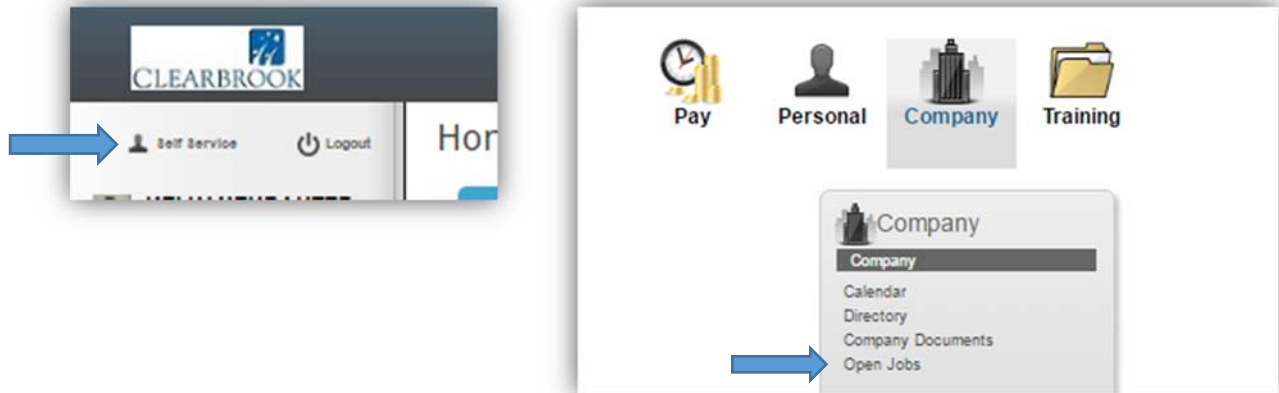 CLEARBROOK
Self Service
Logout
Hor
Pay
Personal
Company
Training
Company
Company
Calendar
Directory
Company Documents
Open Jobs